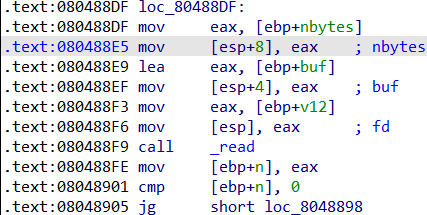 .text:080488DF loc_80488DF:
.text:080488DF mov eax, [ebp+nbytes]
.text:080488E5 mov [esp+8], eax ; nbytes
.text:080488E9 lea eax, [ebp+buf]
.text:080488EF mov [esp+4], eax ; buf
.text:080488F3 mov eax, [ebp+v12]
.text:080488F6 mov [esp], eax ; fd
.text:080488F9 call _read
.text:080488FE mov [ebp+n], eax
.text:08048901 cmp [ebp+n], 0
.text:08048905 jg short loc_8048898